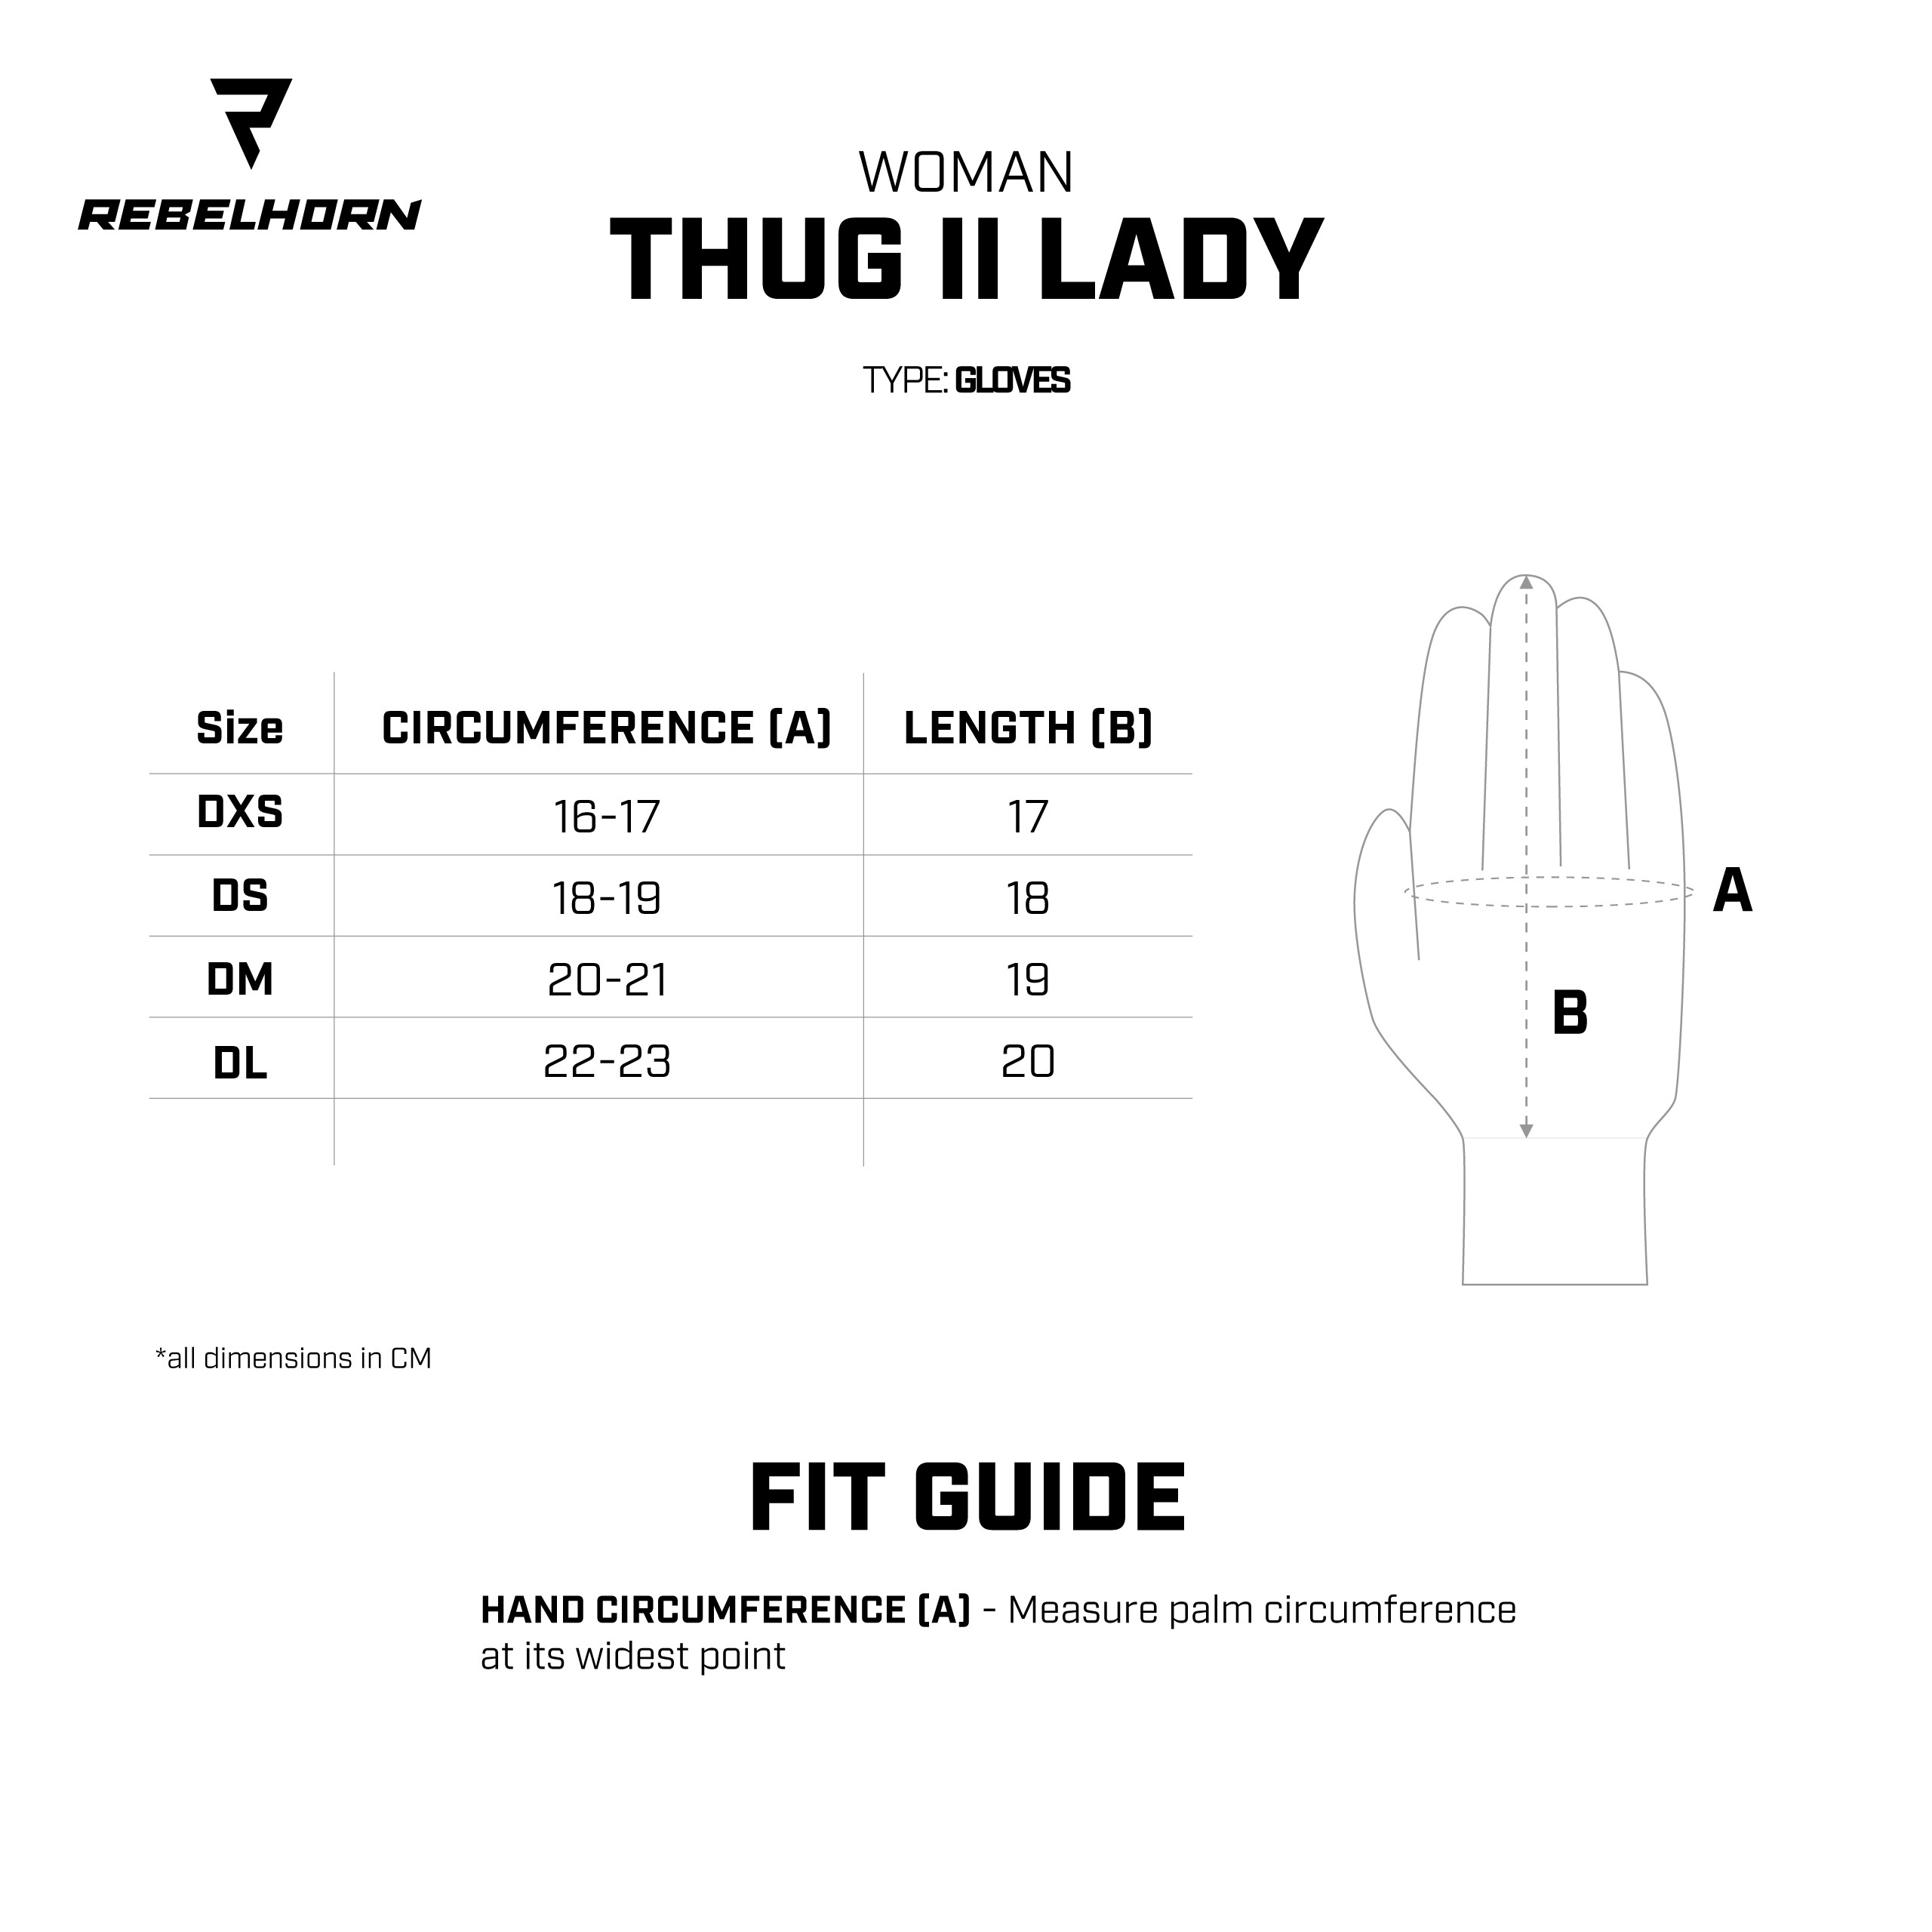 REBELHORN
WOMAN
THUG II LADY
TYPE: GLOVES
Size CIRCUMFERENCE (A) LENGTH (B)
DXS 16-17 17
DS 18-19 18
DM 20-21 19
DL 22-23 20
A
B
*all dimensions in CM
FIT GUIDE
HAND CIRCUMFERENCE (A) - Measure palm circumference
at its widest point